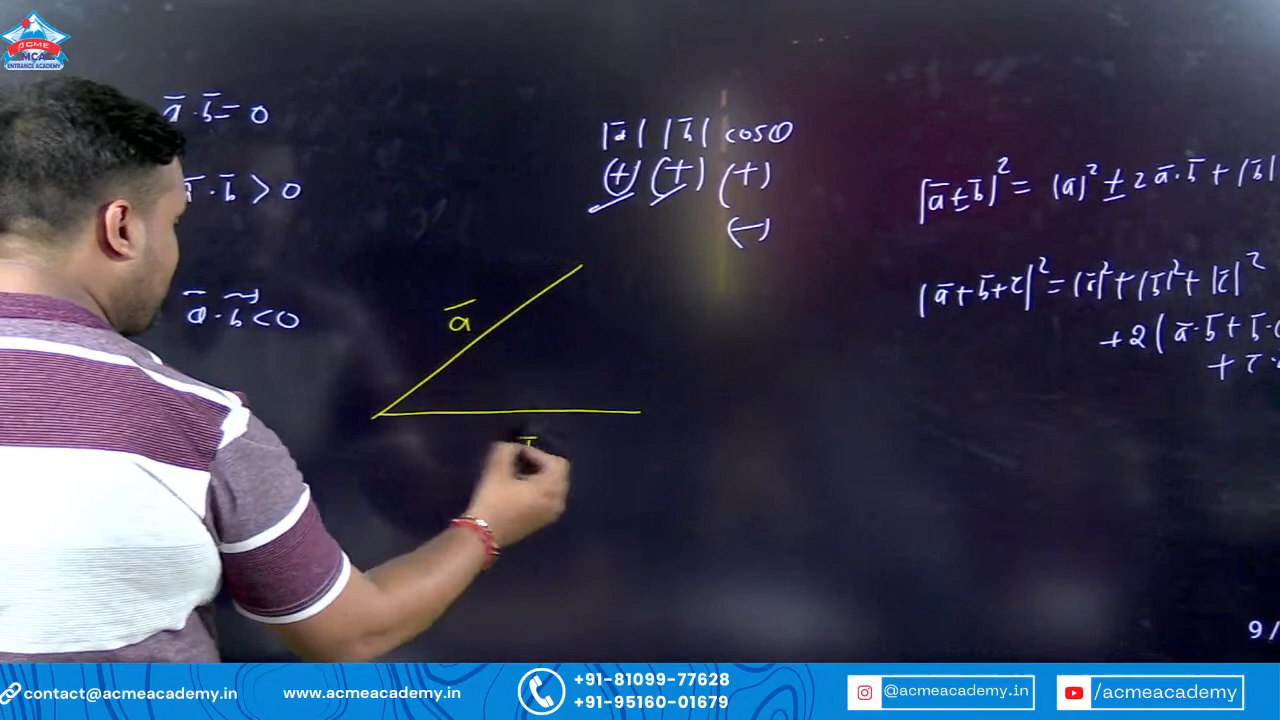 ACME
MCA
ENTRANCE ACADEMY
a̅ · b̅ = 0
a̅ · b̅ > 0
a̅ · b̅ < 0
|a̅| |b̅| cosθ
(+) (+) (+)
(−)
a̅
|a̅ ± b̅|² = |a|² ± 2 a̅ · b̅ + |b̅|
|a̅ + b̅ + c̅|² = |a̅|² + |b̅|² + |c̅|²
+ 2 ( a̅ · b̅ + b̅ ·
+ c̅ ·
9/
contact@acmeacademy.in
www.acmeacademy.in
+91-81099-77628
+91-95160-01679
@acmeacademy.in
/acmeacademy